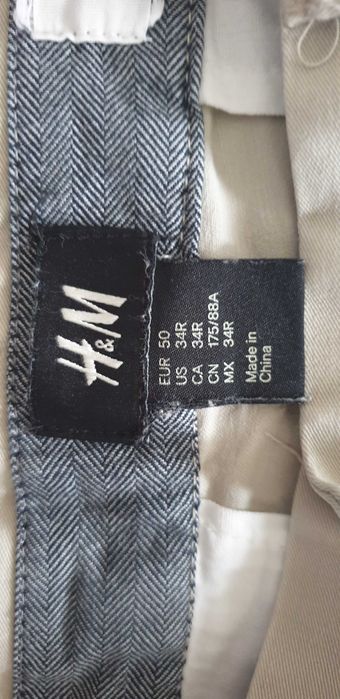 H&M
EUR 50
US 34R
CA 34R
CN 175/88A
MX 34R
Made in
China